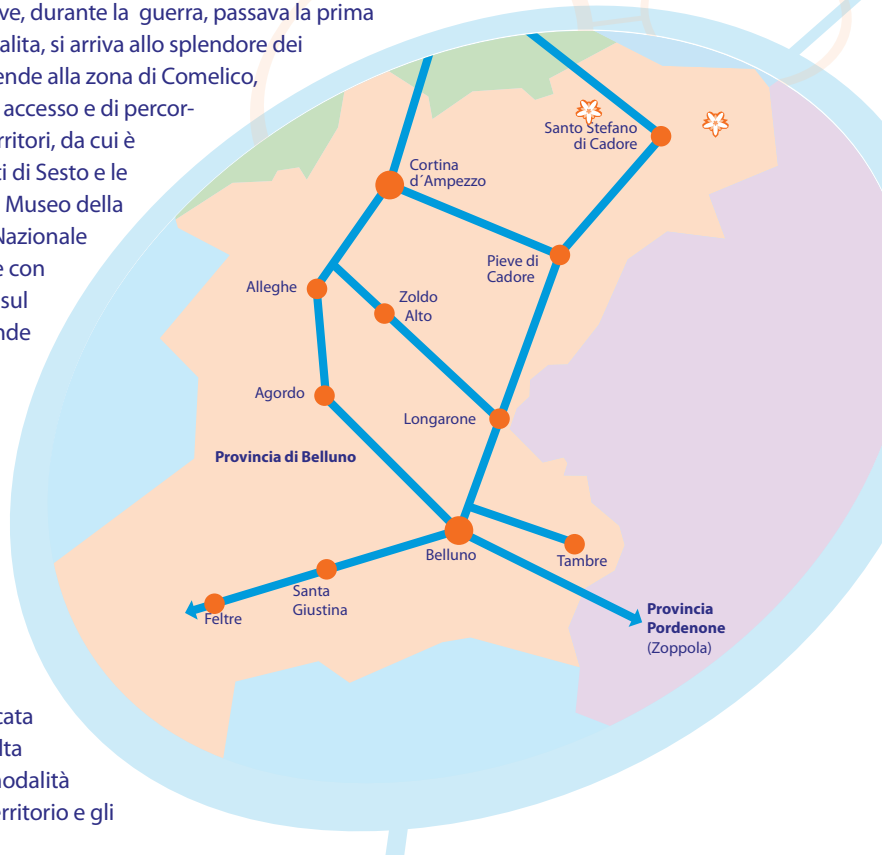 ve, durante la guerra, passava la prima
alita, si arriva allo splendore dei
ende alla zona di Comelico,
accesso e di percor-
rritori, da cui è
ti di Sesto e le
Museo della
Nazionale
e con
sul
nde
Santo Stefano
di Cadore
Cortina
d´Ampezzo
Pieve di
Cadore
Alleghe
Zoldo
Alto
Agordo
Longarone
Provincia di Belluno
Belluno
Tambre
Santa
Giustina
Feltre
Provincia
Pordenone
(Zoppola)
cata
lta
nodalità
erritorio e gli